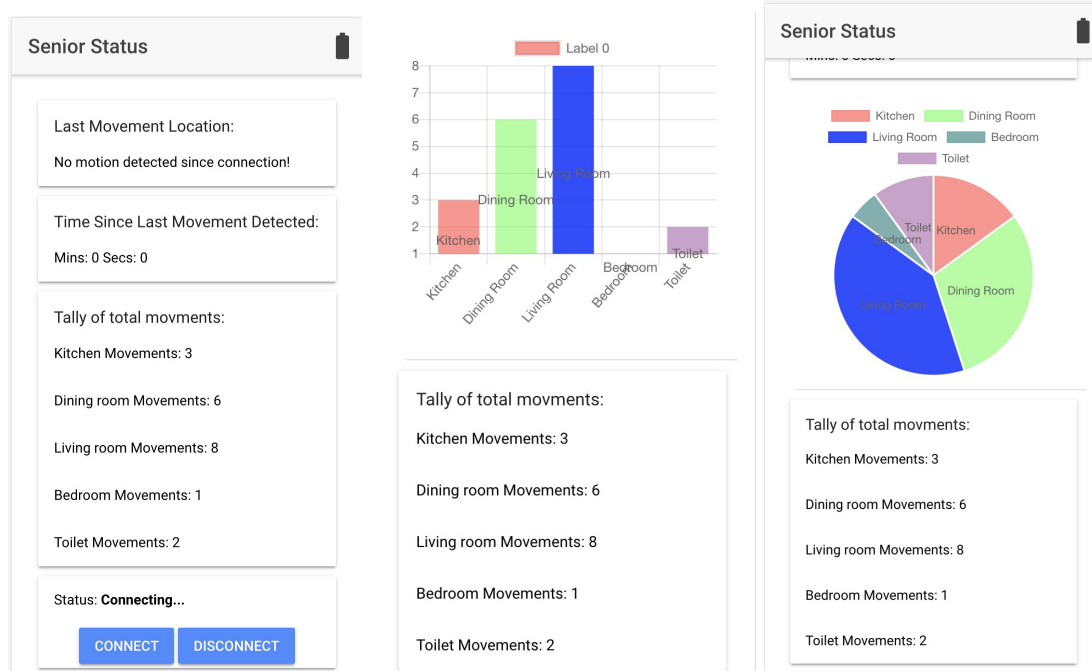 Senior Status
Last Movement Location:
No motion detected since connection!
Time Since Last Movement Detected:
Mins: 0 Secs: 0
Tally of total movments:
Kitchen Movements: 3
Dining room Movements: 6
Living room Movements: 8
Bedroom Movements: 1
Toilet Movements: 2
Status: Connecting...
CONNECT DISCONNECT
Label 0
8
7
6
5
4
3
2
1
Living Room
Dining Room
Kitchen
Toilet
Bedroom
Kitchen
Dining Room
Living Room
Bedroom
Toilet
Tally of total movments:
Kitchen Movements: 3
Dining room Movements: 6
Living room Movements: 8
Bedroom Movements: 1
Toilet Movements: 2
Senior Status
Mins: 0 Secs: 0
Kitchen Dining Room
Living Room Bedroom
Toilet
Toilet
Kitchen
Bedroom
Dining Room
Living Room
Tally of total movments:
Kitchen Movements: 3
Dining room Movements: 6
Living room Movements: 8
Bedroom Movements: 1
Toilet Movements: 2